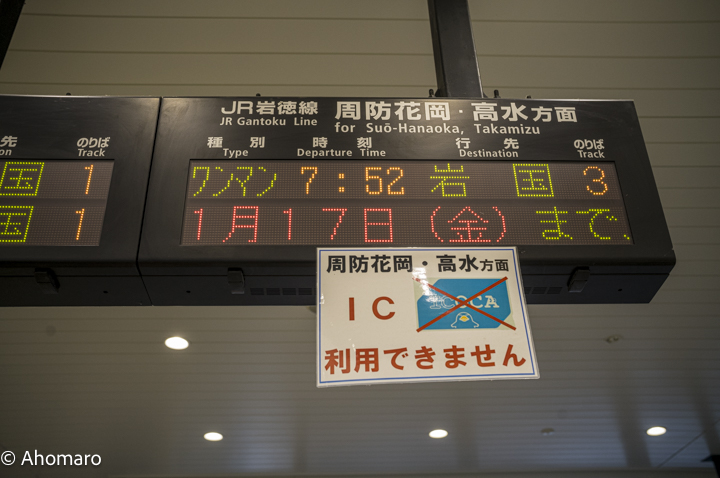 先
on
のりば
Track
国 1
国 1
JR岩徳線 周防花岡・高水方面
JR Gantoku Line for Suō-Hanaoka, Takamizu
種別 時刻 行先 のりば
Type Departure Time Destination Track
ワンマン 7:52 岩国 3
1月17日(金)まで、
周防花岡・高水方面
IC ICOCA
利用できません
© Ahomaro